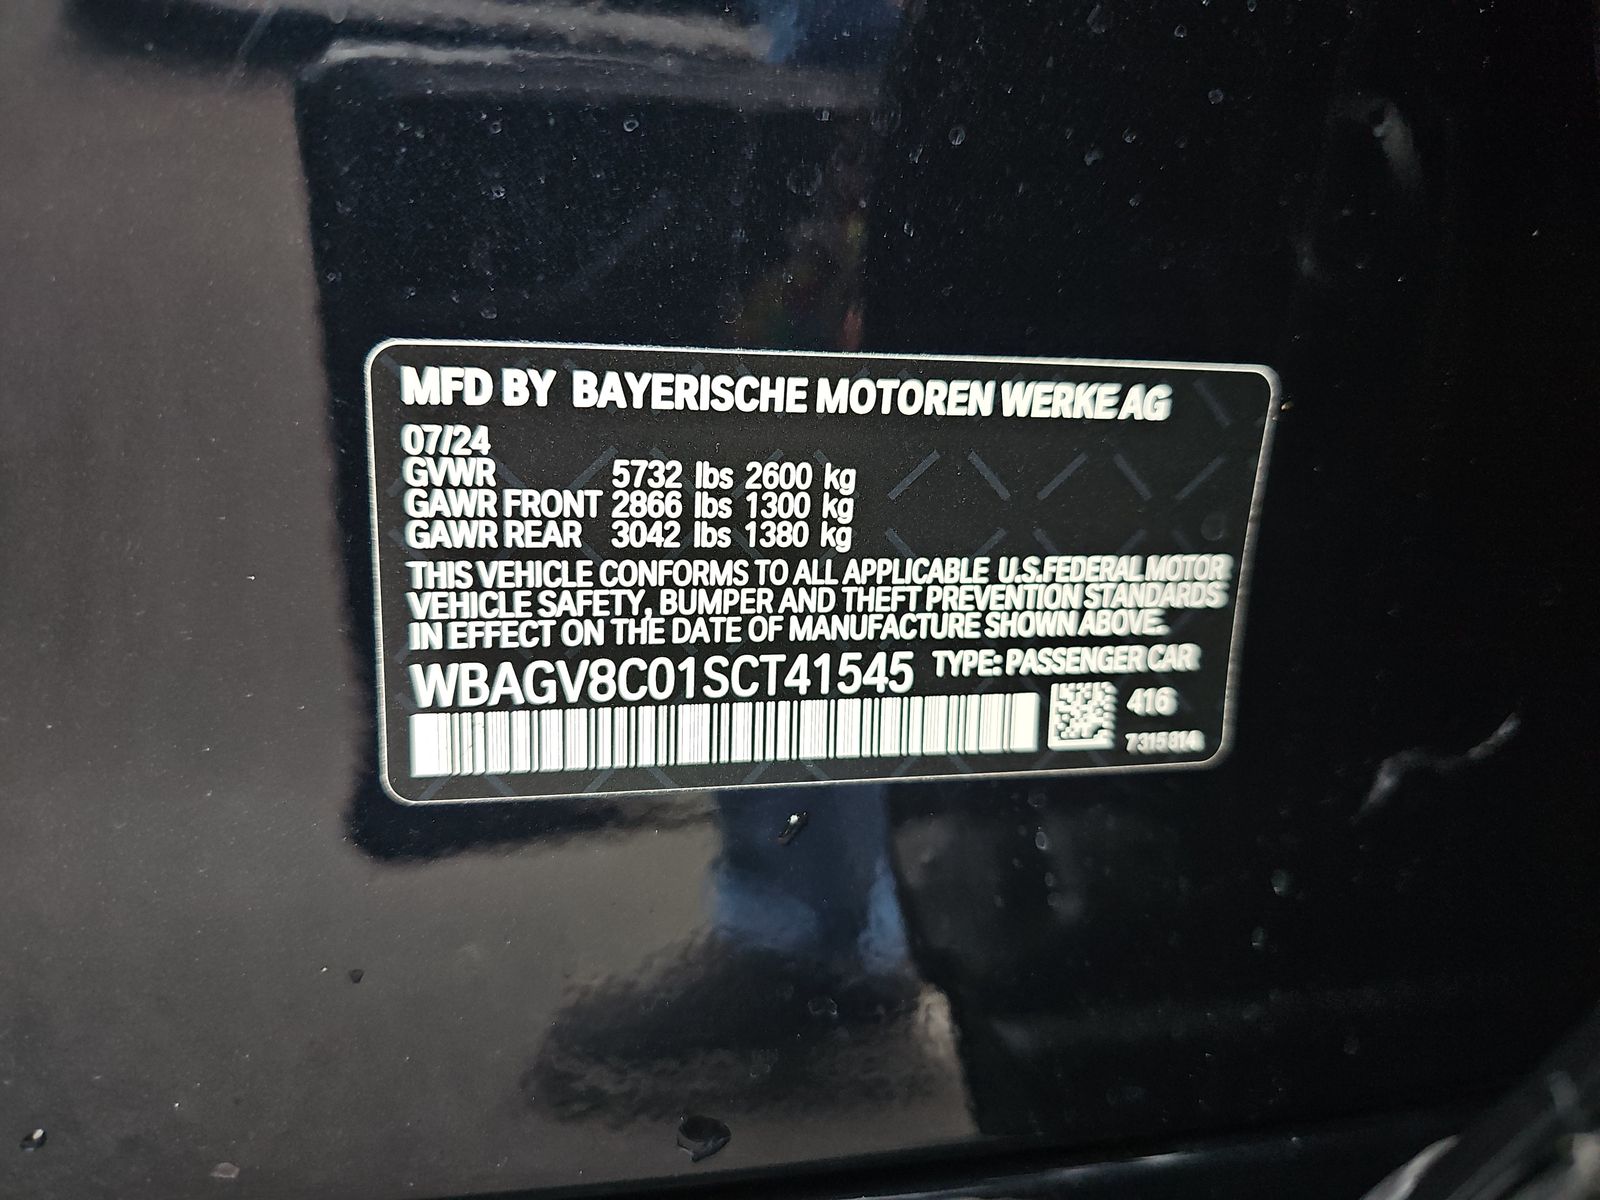 MFD BY BAYERISCHE MOTOREN WERKE AG
07/24
GVWR 5732 lbs 2600 kg
GAWR FRONT 2866 lbs 1300 kg
GAWR REAR 3042 lbs 1380 kg
THIS VEHICLE CONFORMS TO ALL APPLICABLE U.S. FEDERAL MOTOR
VEHICLE SAFETY, BUMPER AND THEFT PREVENTION STANDARDS
IN EFFECT ON THE DATE OF MANUFACTURE SHOWN ABOVE.
WBAGV8C01SCT41545 TYPE: PASSENGER CAR
416